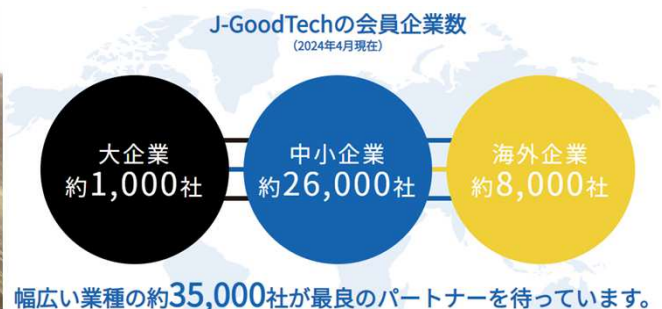 J-GoodTechの会員企業数
(2024年4月現在)
大企業
約1,000社
中小企業
約26,000社
海外企業
約8,000社
幅広い業種の約35,000社が最良のパートナーを待っています。